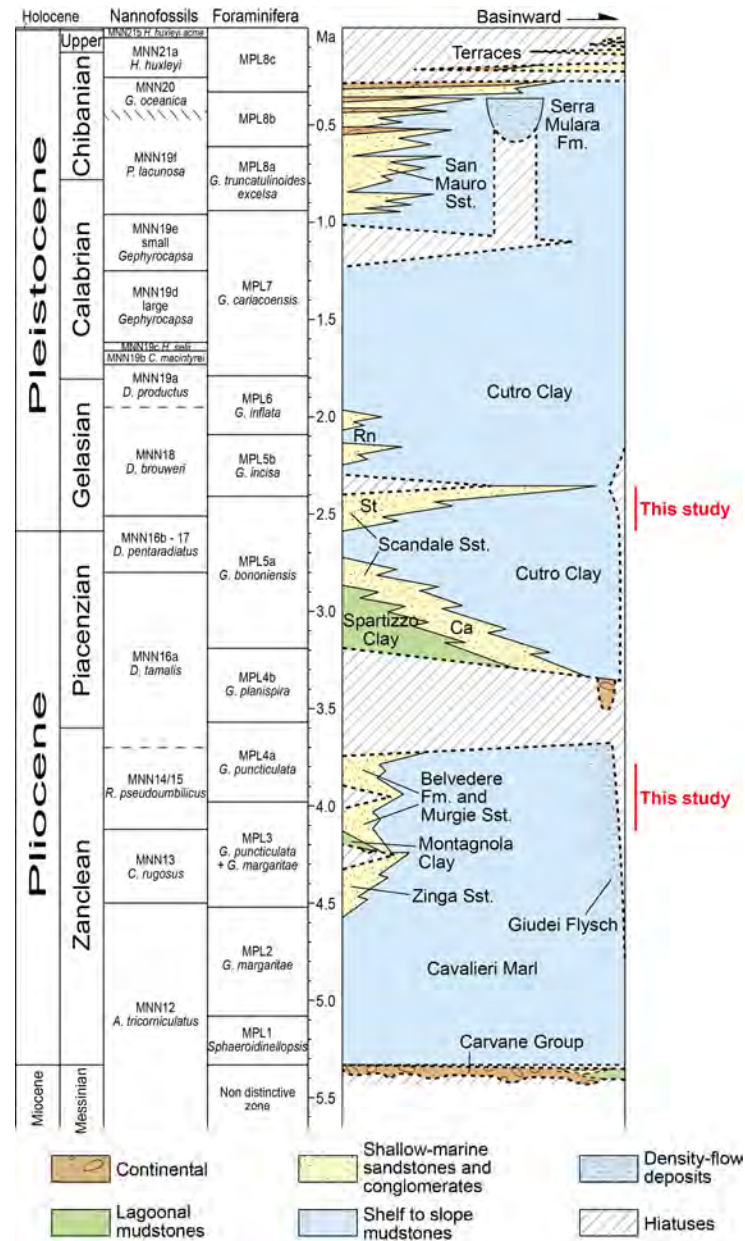 Holocene
Nannofossils
Foraminifera
Basinward
Ma
Pleistocene
Pliocene
Miocene
Upper
Chibanian
Calabrian
Gelasian
Piacenzian
Zanclean
Messinian
MNN21b H. huxleyi acme
MNN21a
H. huxleyi
MNN20
G. oceanica
MNN19f
P. lacunosa
MNN19e
small
Gephyrocapsa
MNN19d
large
Gephyrocapsa
MNN19c H. sellii
MNN19b C. macintyrei
MNN19a
D. productus
MNN18
D. brouweri
MNN16b - 17
D. pentaradiatus
MNN16a
D. tamalis
MNN14/15
R. pseudoumbilicus
MNN13
C. rugosus
MNN12
A. tricorniculatus
MPL8c
MPL8b
MPL8a
G. truncatulinoides
excelsa
MPL7
G. cariacoensis
MPL6
G. inflata
MPL5b
G. incisa
MPL5a
G. bononiensis
MPL4b
G. planispira
MPL4a
G. puncticulata
MPL3
G. puncticulata
+ G. margaritae
MPL2
G. margaritae
MPL1
Sphaeroidinellopsis
Non distinctive
zone
0.5
1.0
1.5
2.0
2.5
3.0
3.5
4.0
4.5
5.0
5.5
Terraces
Serra
Mulara
Fm.
San
Mauro
Sst.
Cutro Clay
Rn
St
Scandale Sst.
Cutro Clay
Spartizzo
Clay
Ca
Belvedere
Fm. and
Murgie Sst.
Montagnola
Clay
Zinga Sst.
Giudei Flysch
Cavalieri Marl
Carvane Group
This study
This study
Continental
Lagoonal
mudstones
Shallow-marine
sandstones and
conglomerates
Shelf to slope
mudstones
Density-flow
deposits
Hiatuses